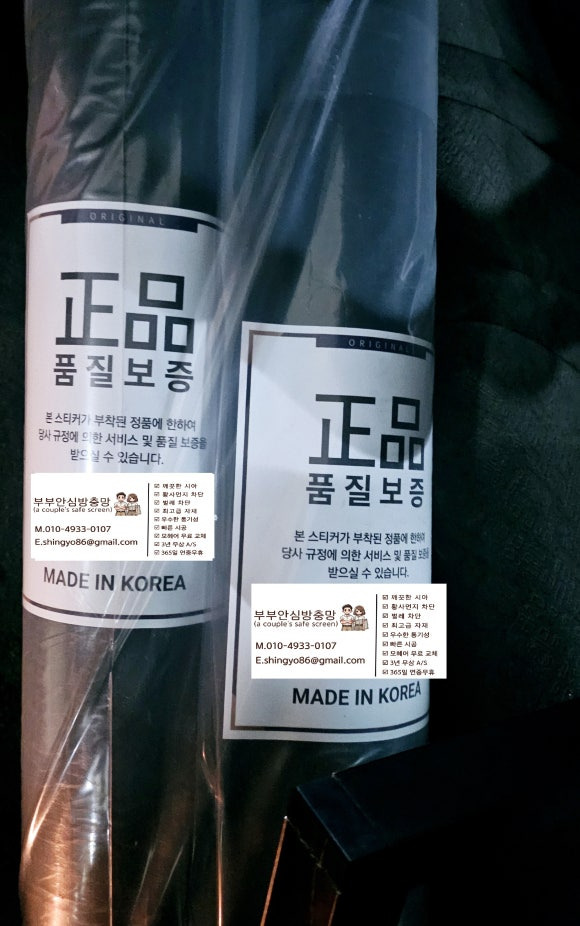 ORIGINAL
正品
품질보증
본 스티커가 부착된 정품에 한하여
당사 규정에 의한 서비스 및 품질 보증을
받으실 수 있습니다.
부부안심방충망
(a couple's safe screen)
M.010-4933-0107
E.shingyo86@gmail.com
☑ 깨끗한 시야
☑ 황사먼지 차단
☑ 벌레 차단
☑ 최고급 자재
☑ 우수한 통기성
☑ 빠른 시공
☑ 모헤어 무료 교체
☑ 3년 무상 A/S
☑ 365일 연중무휴
MADE IN KOREA
ORIGINAL
正品
품질보증
본 스티커가 부착된 정품에 한하여
당사 규정에 의한 서비스 및 품질 보증을
받으실 수 있습니다.
부부안심방충망
(a couple's safe screen)
M.010-4933-0107
E.shingyo86@gmail.com
☑ 깨끗한 시야
☑ 황사먼지 차단
☑ 벌레 차단
☑ 최고급 자재
☑ 우수한 통기성
☑ 빠른 시공
☑ 모헤어 무료 교체
☑ 3년 무상 A/S
☑ 365일 연중무휴
MADE IN KOREA